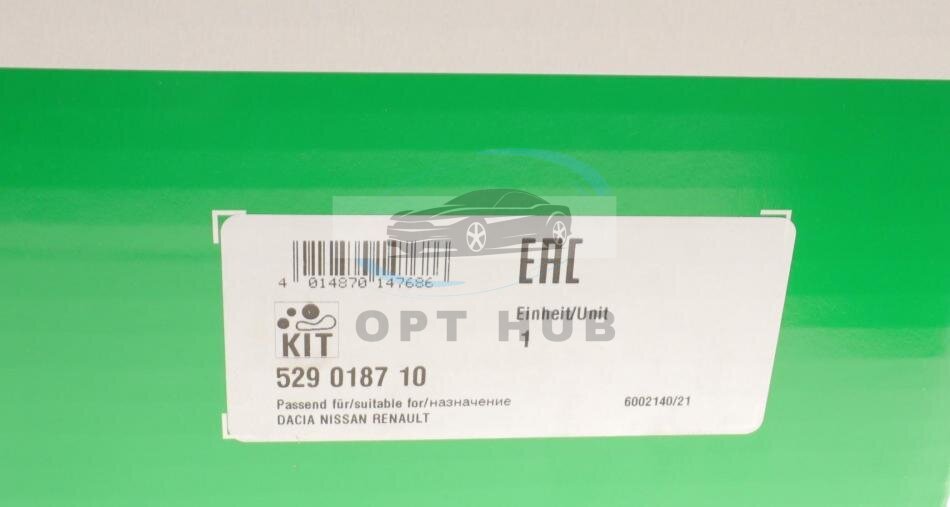 4 014870 147686
EAC
Einheit/Unit
1
OPT HUB
KIT
529 0187 10
Passend für/suitable for/назначение
6002140/21
DACIA NISSAN RENAULT